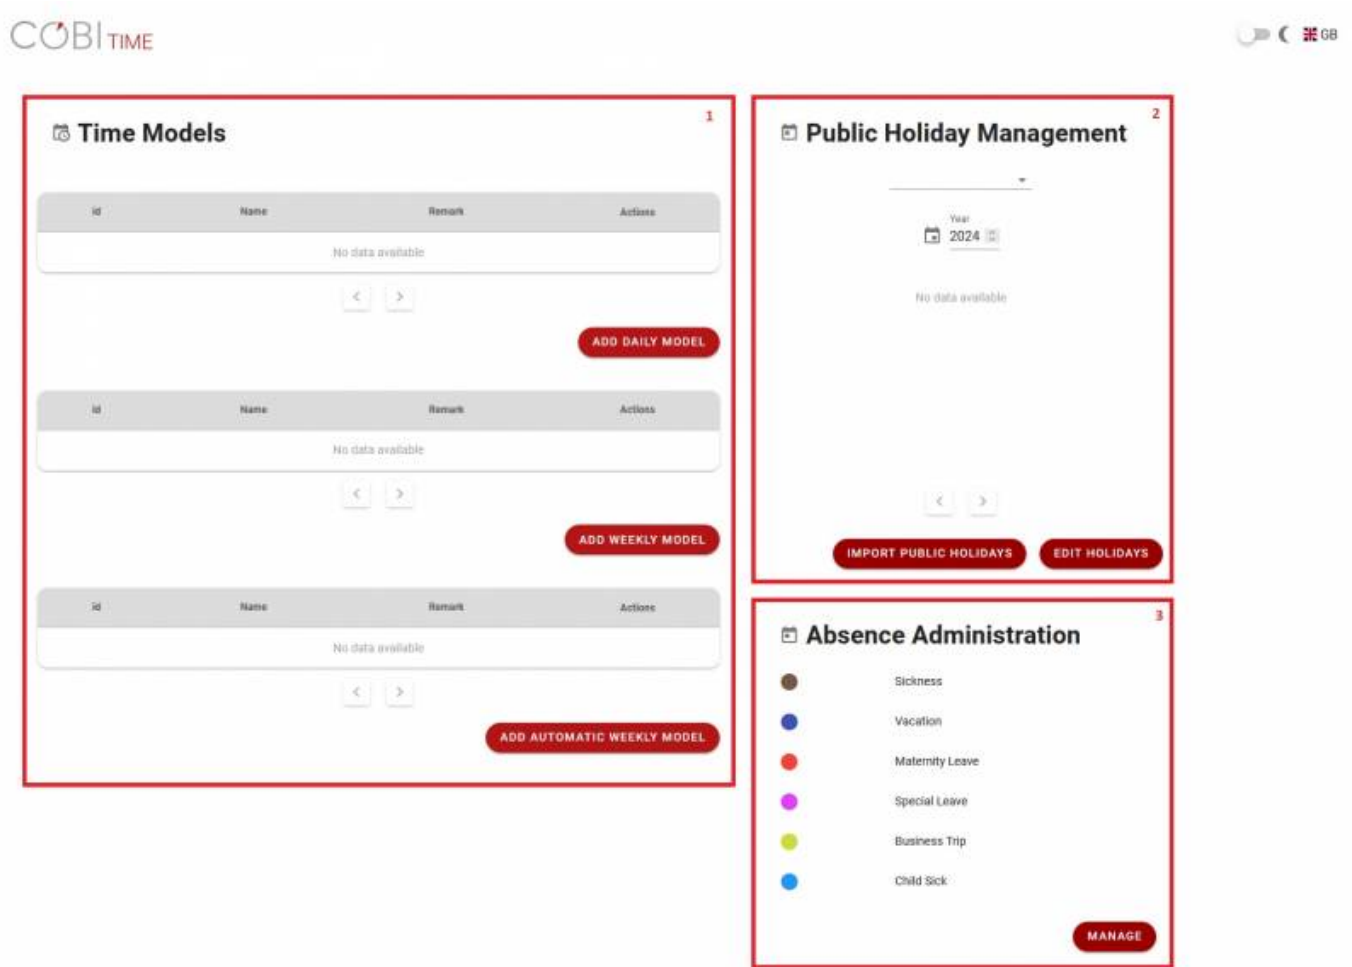 COBI TIME
GB
1
Time Models
id Name Remark Actions
No data available
ADD DAILY MODEL
id Name Remark Actions
No data available
ADD WEEKLY MODEL
id Name Remark Actions
No data available
ADD AUTOMATIC WEEKLY MODEL
2
Public Holiday Management
Year
2024
No data available
IMPORT PUBLIC HOLIDAYS EDIT HOLIDAYS
3
Absence Administration
Sickness
Vacation
Maternity Leave
Special Leave
Business Trip
Child Sick
MANAGE